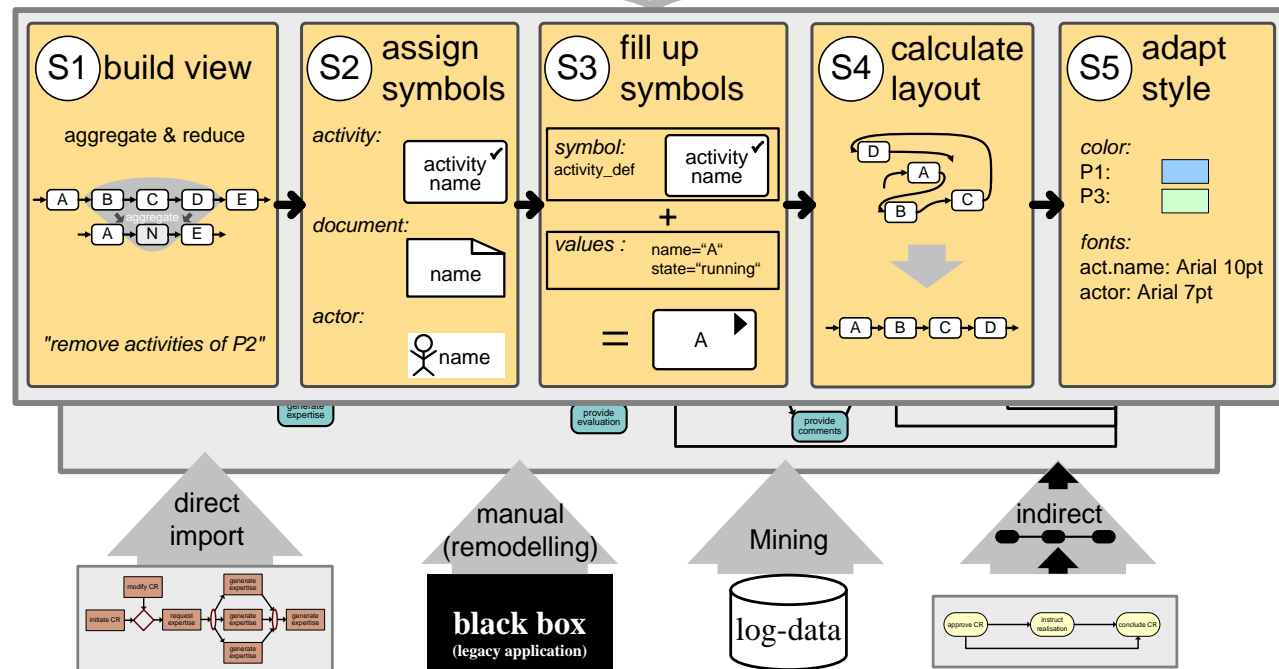 S1 build view
aggregate & reduce
A B C D E
aggregate
A N E
"remove activities of P2"
S2 assign
symbols
activity:
activity
name
document:
name
actor:
name
S3 fill up
symbols
symbol:
activity_def
activity
name
+
values :
name=“A“
state=“running“
=
A
S4 calculate
layout
D
A
B
C
A B C D
S5 adapt
style
color:
P1:
P3:
fonts:
act.name: Arial 10pt
actor: Arial 7pt
generate
expertise
provide
evaluation
provide
comments
direct
import
manual
(remodelling)
Mining
indirect
modify CR
initiate CR
request
expertise
generate
expertise
generate
expertise
generate
expertise
generate
expertise
black box
(legacy application)
log-data
approve CR
instruct
realisation
conclude CR